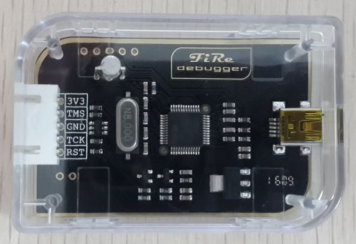 FiRe
debugger
3V3
TMS
GND
TCK
RST